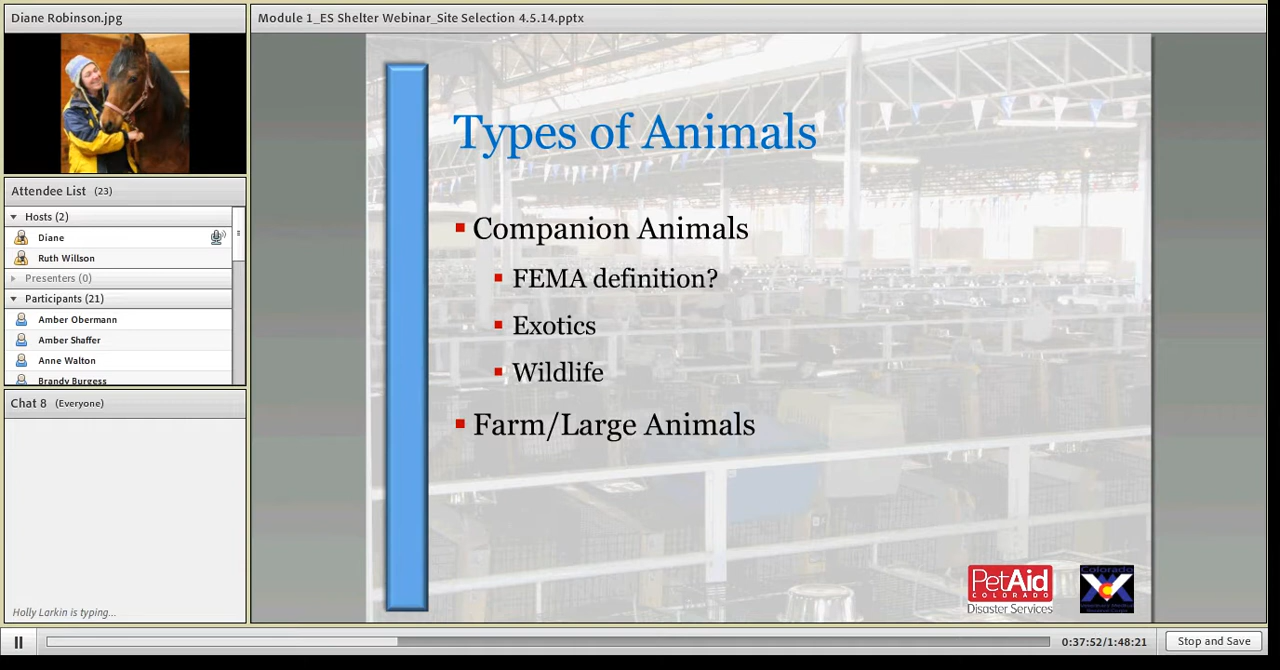 Diane Robinson.jpg
Module 1_ES Shelter Webinar_Site Selection 4.5.14.pptx
Attendee List (23)
Hosts (2)
Diane
Ruth Willson
Presenters (0)
Participants (21)
Amber Obermann
Amber Shaffer
Anne Walton
Brandy Burgess
Chat 8 (Everyone)
Holly Larkin is typing...
Types of Animals
Companion Animals
FEMA definition?
Exotics
Wildlife
Farm/Large Animals
PetAid
COLORADO
Disaster Services
Colorado
0:37:52/1:48:21
Stop and Save